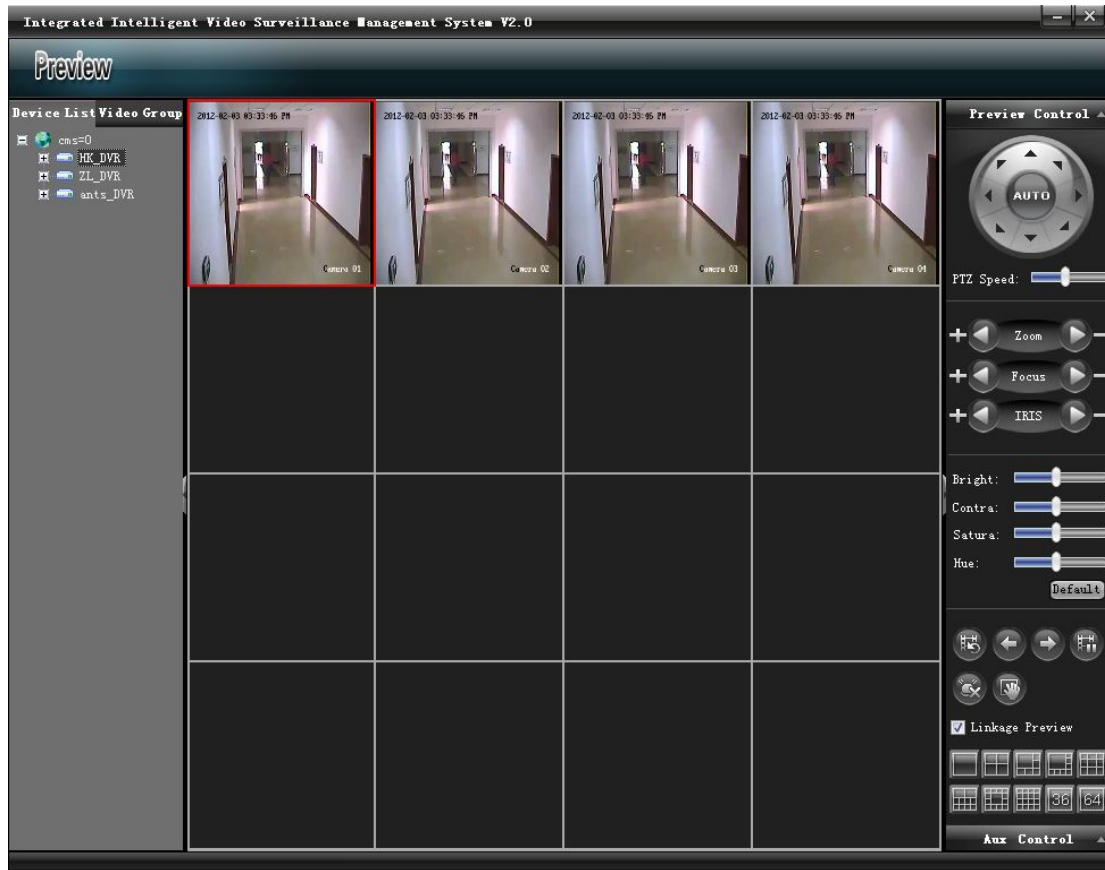 Integrated Intelligent Video Surveillance Management System V2.0
Preview
Device List Video Group
cms=0
HK_DVR
ZL_DVR
ants_DVR
2012-02-03 03:33:46 PM
Camera 01
2012-02-03 03:33:46 PM
Camera 02
2012-02-03 03:33:46 PM
Camera 03
2012-02-03 03:33:46 PM
Camera 04
Preview Control
AUTO
PTZ Speed:
Zoom
Focus
IRIS
Bright:
Contra:
Satura:
Hue:
Default
Linkage Preview
36 64
Aux Control